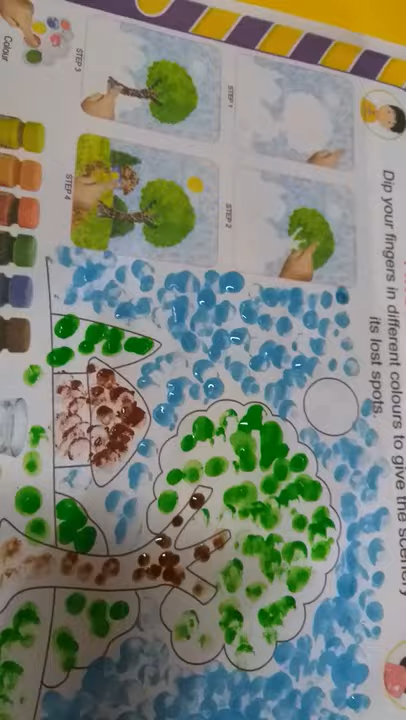 Dip your fingers in different colours to give the scenery
its lost spots.
STEP 1
STEP 2
STEP 3
STEP 4
Colour